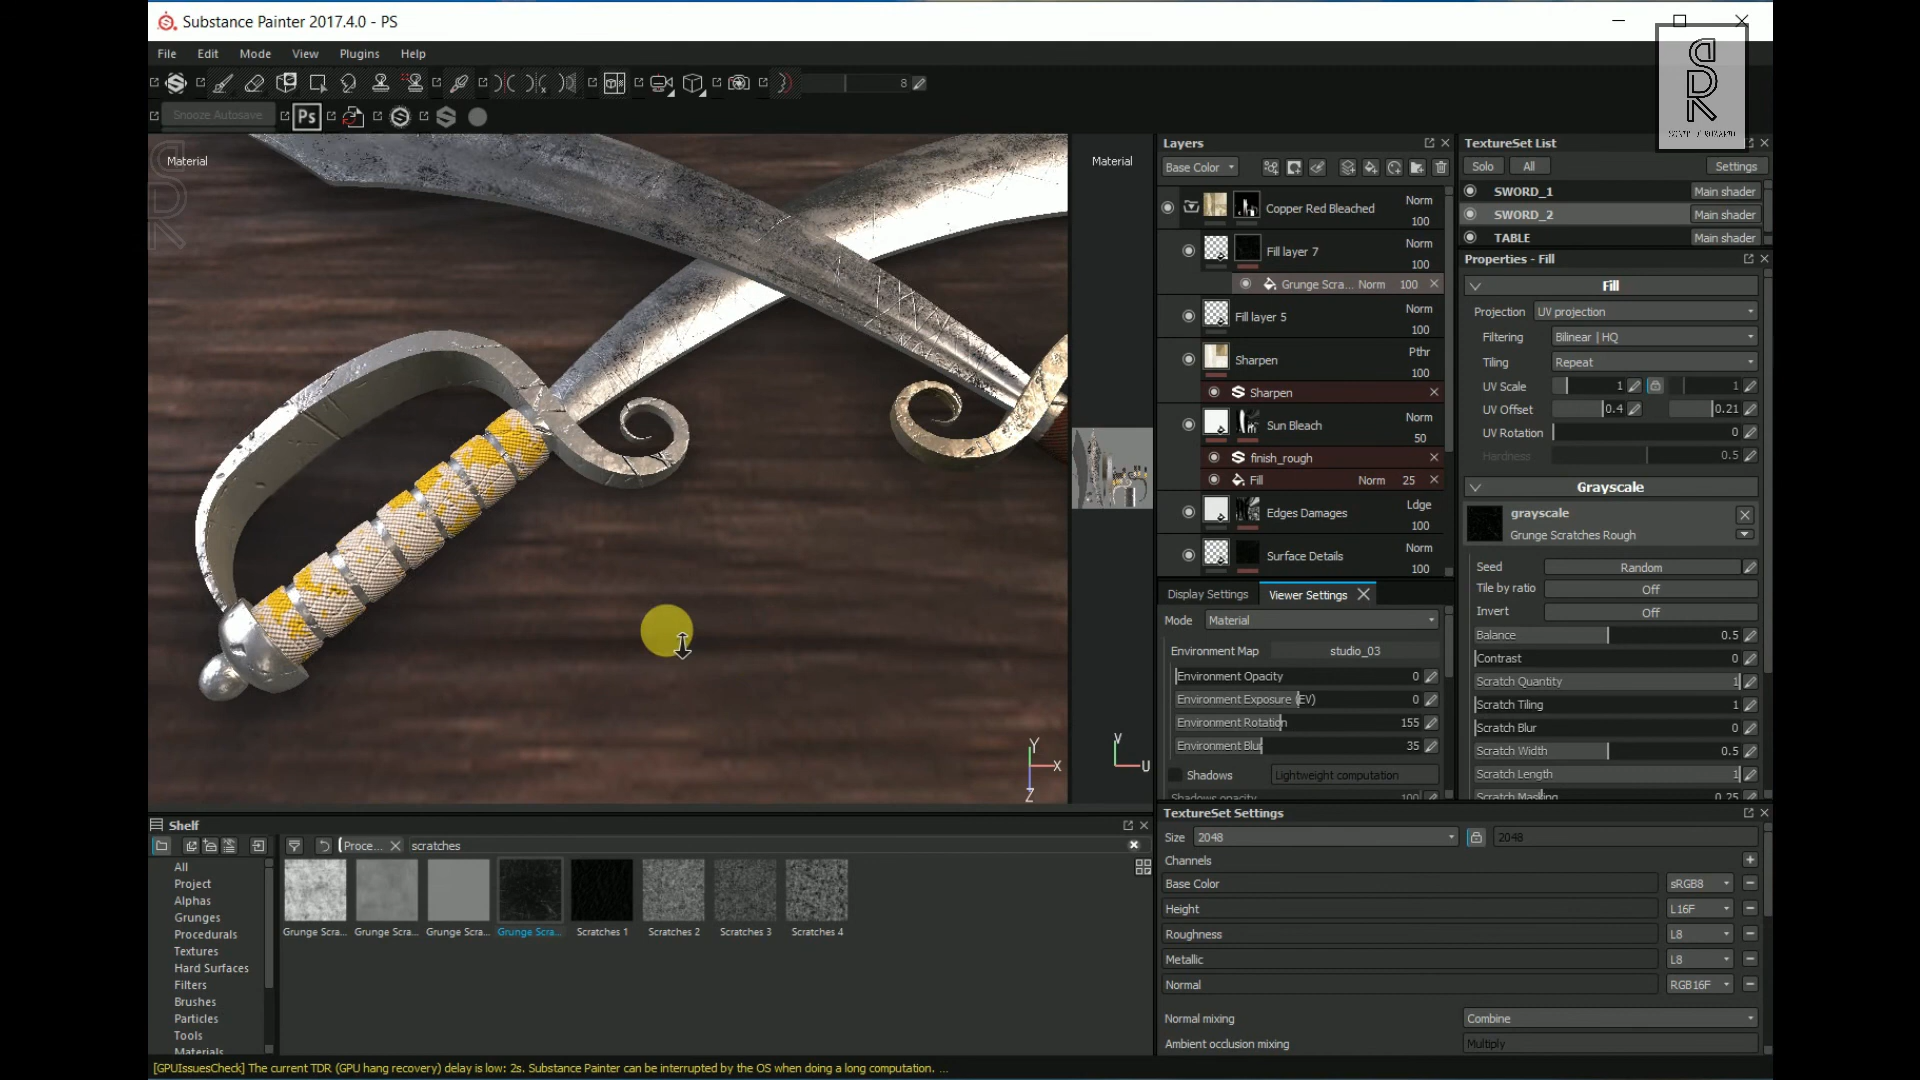 Substance Painter 2017.4.0 - PS
File Edit Mode View Plugins Help
8
Snooze Autosave Ps
SDK
Material
Material
Y
X
Z
V
U
Layers
Base Color
Copper Red Bleached Norm 100
Fill layer 7 Norm 100
Grunge Scra... Norm 100
Fill layer 5 Norm 100
Sharpen Pthr 100
Sharpen
Sun Bleach Norm 50
finish_rough
Fill Norm 25
Edges Damages Ldge 100
Surface Details Norm 100
Display Settings Viewer Settings
Mode Material
Environment Map studio_03
Environment Opacity 0
Environment Exposure (EV) 0
Environment Rotation 155
Environment Blur 35
Shadows Lightweight computation
Shadows opacity 100
TextureSet List
Solo All Settings
SWORD_1 Main shader
SWORD_2 Main shader
TABLE Main shader
Properties - Fill
Fill
Projection UV projection
Filtering Bilinear | HQ
Tiling Repeat
UV Scale 1 1
UV Offset 0.4 0.21
UV Rotation 0
Hardness 0.5
Grayscale
grayscale
Grunge Scratches Rough
Seed Random
Tile by ratio Off
Invert Off
Balance 0.5
Contrast 0
Scratch Quantity 1
Scratch Tiling 1
Scratch Blur 0
Scratch Width 0.5
Scratch Length 1
Scratch Masking 0.25
TextureSet Settings
Size 2048 2048
Channels
Base Color sRGB8
Height L16F
Roughness L8
Metallic L8
Normal RGB16F
Normal mixing Combine
Ambient occlusion mixing Multiply
Shelf
Proce... scratches
All
Project
Alphas
Grunges
Procedurals
Textures
Hard Surfaces
Filters
Brushes
Particles
Tools
Materials
Grunge Scra... Grunge Scra... Grunge Scra... Grunge Scra... Scratches 1 Scratches 2 Scratches 3 Scratches 4
[GPUIssuesCheck] The current TDR (GPU hang recovery) delay is low: 2s. Substance Painter can be interrupted by the OS when doing a long computation. ...